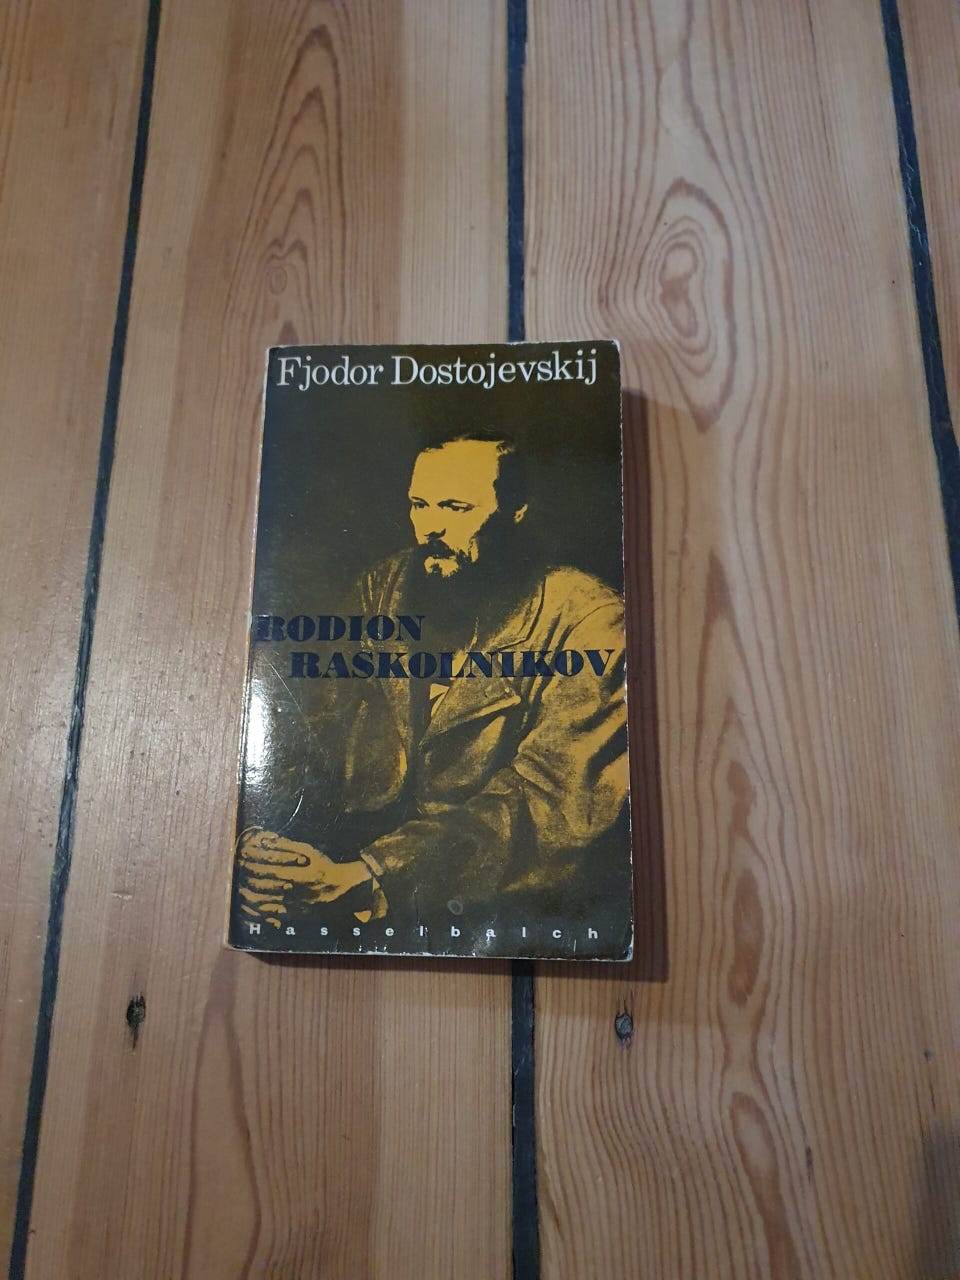 Fjodor Dostojevskij
RODION
RASKOLNIKOV
Hasselbalch